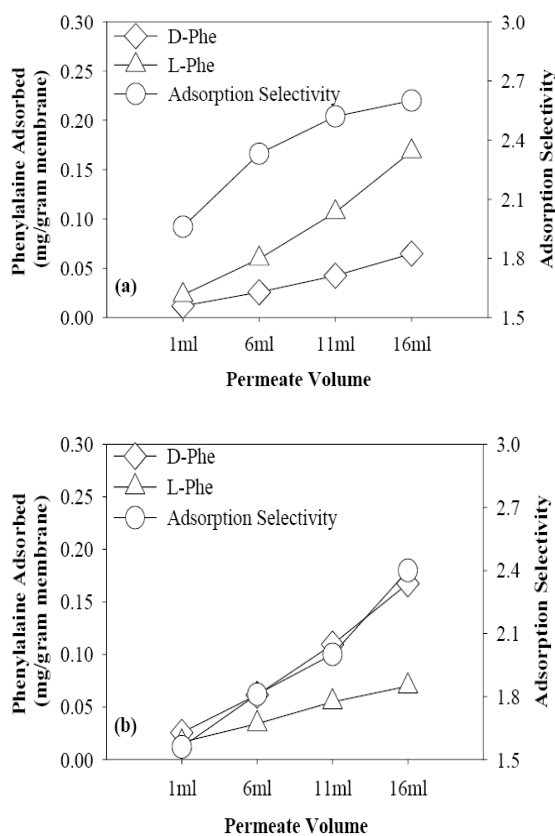 0.30
0.25
0.20
0.15
0.10
0.05
0.00
Phenylalaine Adsorbed
(mg/gram membrane)
D-Phe
L-Phe
Adsorption Selectivity
(a)
3.0
2.7
2.4
2.1
1.8
1.5
Adsorption Selectivity
1ml 6ml 11ml 16ml
Permeate Volume
0.30
0.25
0.20
0.15
0.10
0.05
0.00
Phenylalaine Adsorbed
(mg/gram membrane)
D-Phe
L-Phe
Adsorption Selectivity
(b)
3.0
2.7
2.4
2.1
1.8
1.5
Adsorption Selectivity
1ml 6ml 11ml 16ml
Permeate Volume